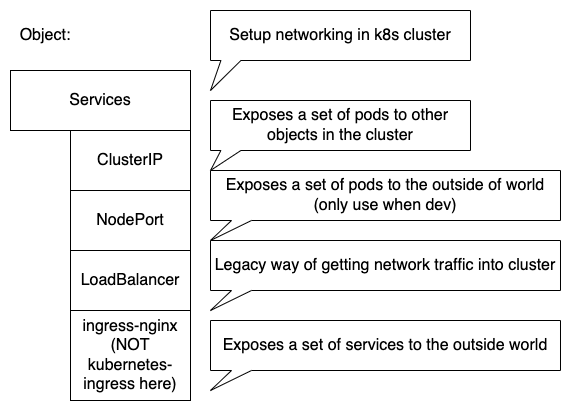 Object:
Setup networking in k8s cluster
Services
Exposes a set of pods to other
objects in the cluster
ClusterIP
Exposes a set of pods to the outside of world
(only use when dev)
NodePort
Legacy way of getting network traffic into cluster
LoadBalancer
ingress-nginx
(NOT
kubernetes-
ingress here)
Exposes a set of services to the outside world